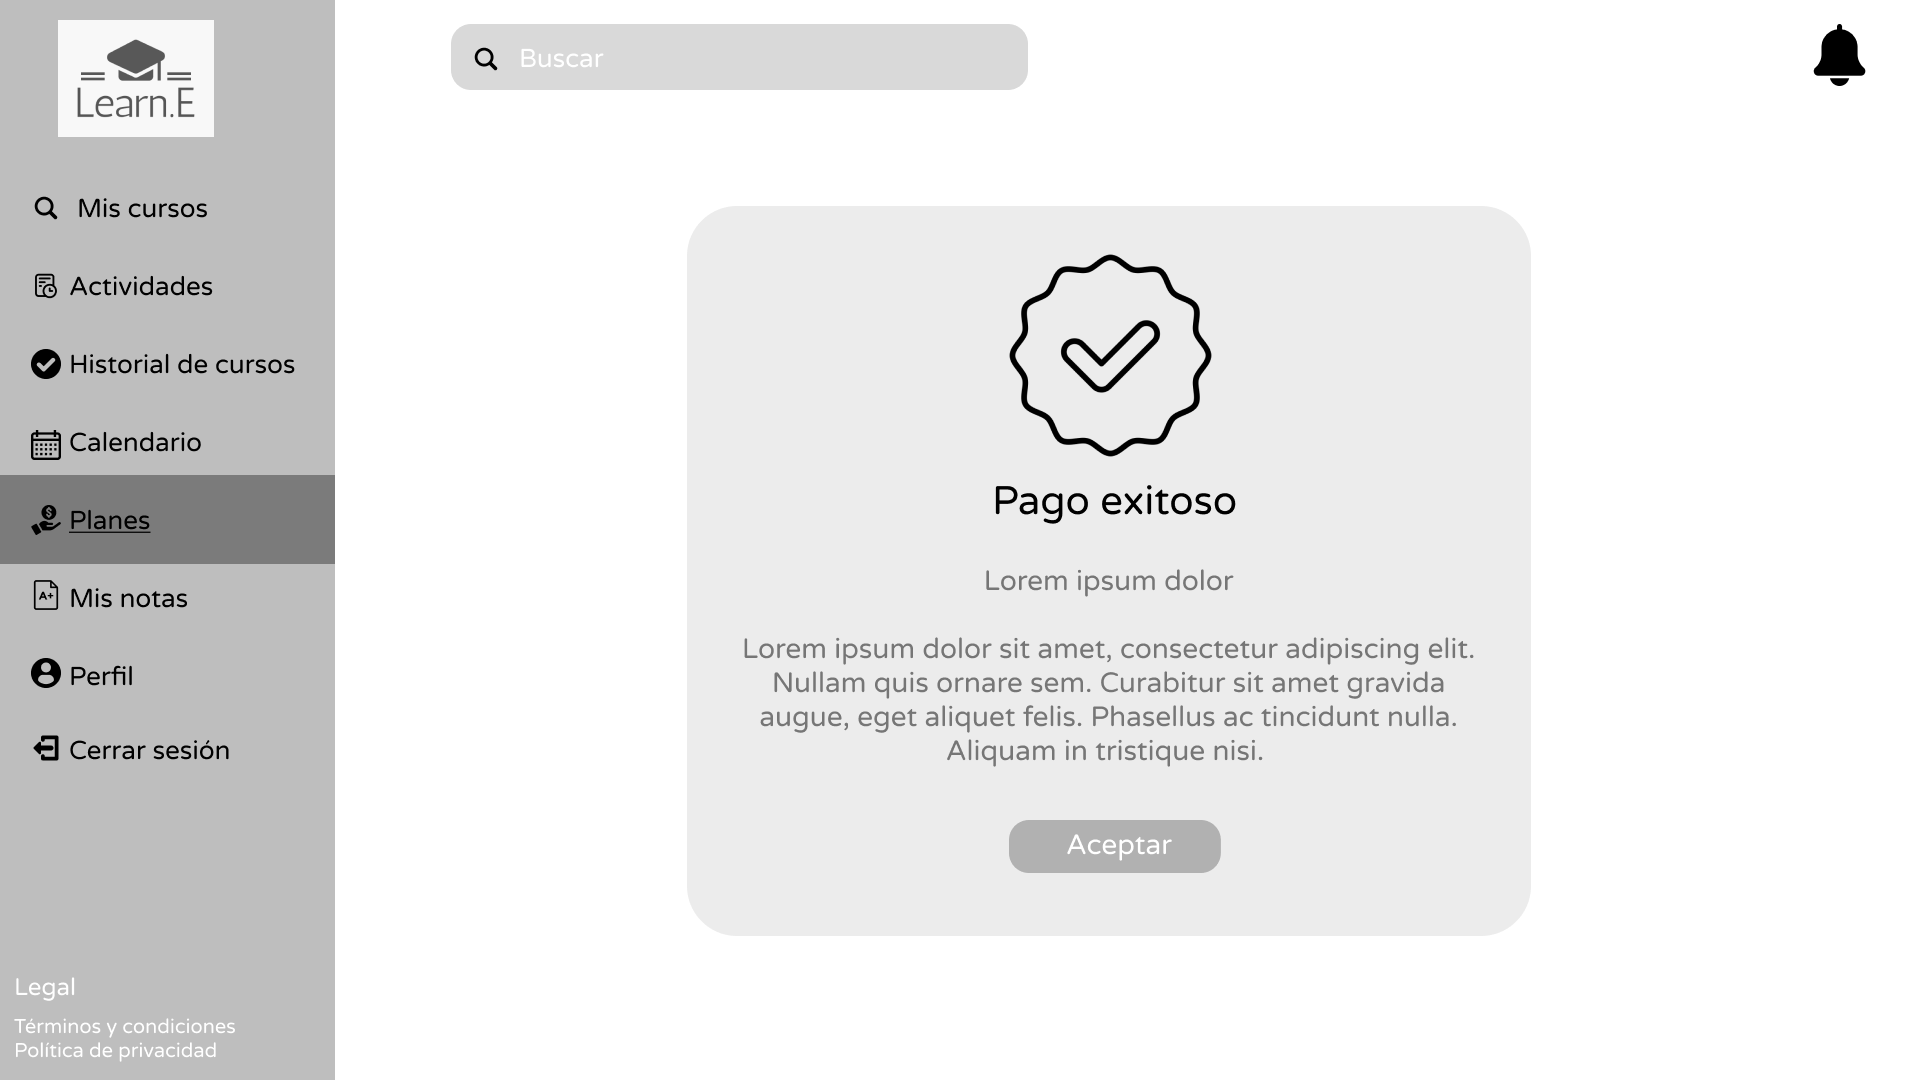 Learn.E
Buscar
Mis cursos
Actividades
Historial de cursos
Calendario
Planes
Mis notas
A+
Perfil
Cerrar sesión
Legal
Términos y condiciones
Política de privacidad
Pago exitoso
Lorem ipsum dolor
Lorem ipsum dolor sit amet, consectetur adipiscing elit.
Nullam quis ornare sem. Curabitur sit amet gravida
augue, eget aliquet felis. Phasellus ac tincidunt nulla.
Aliquam in tristique nisi.
Aceptar